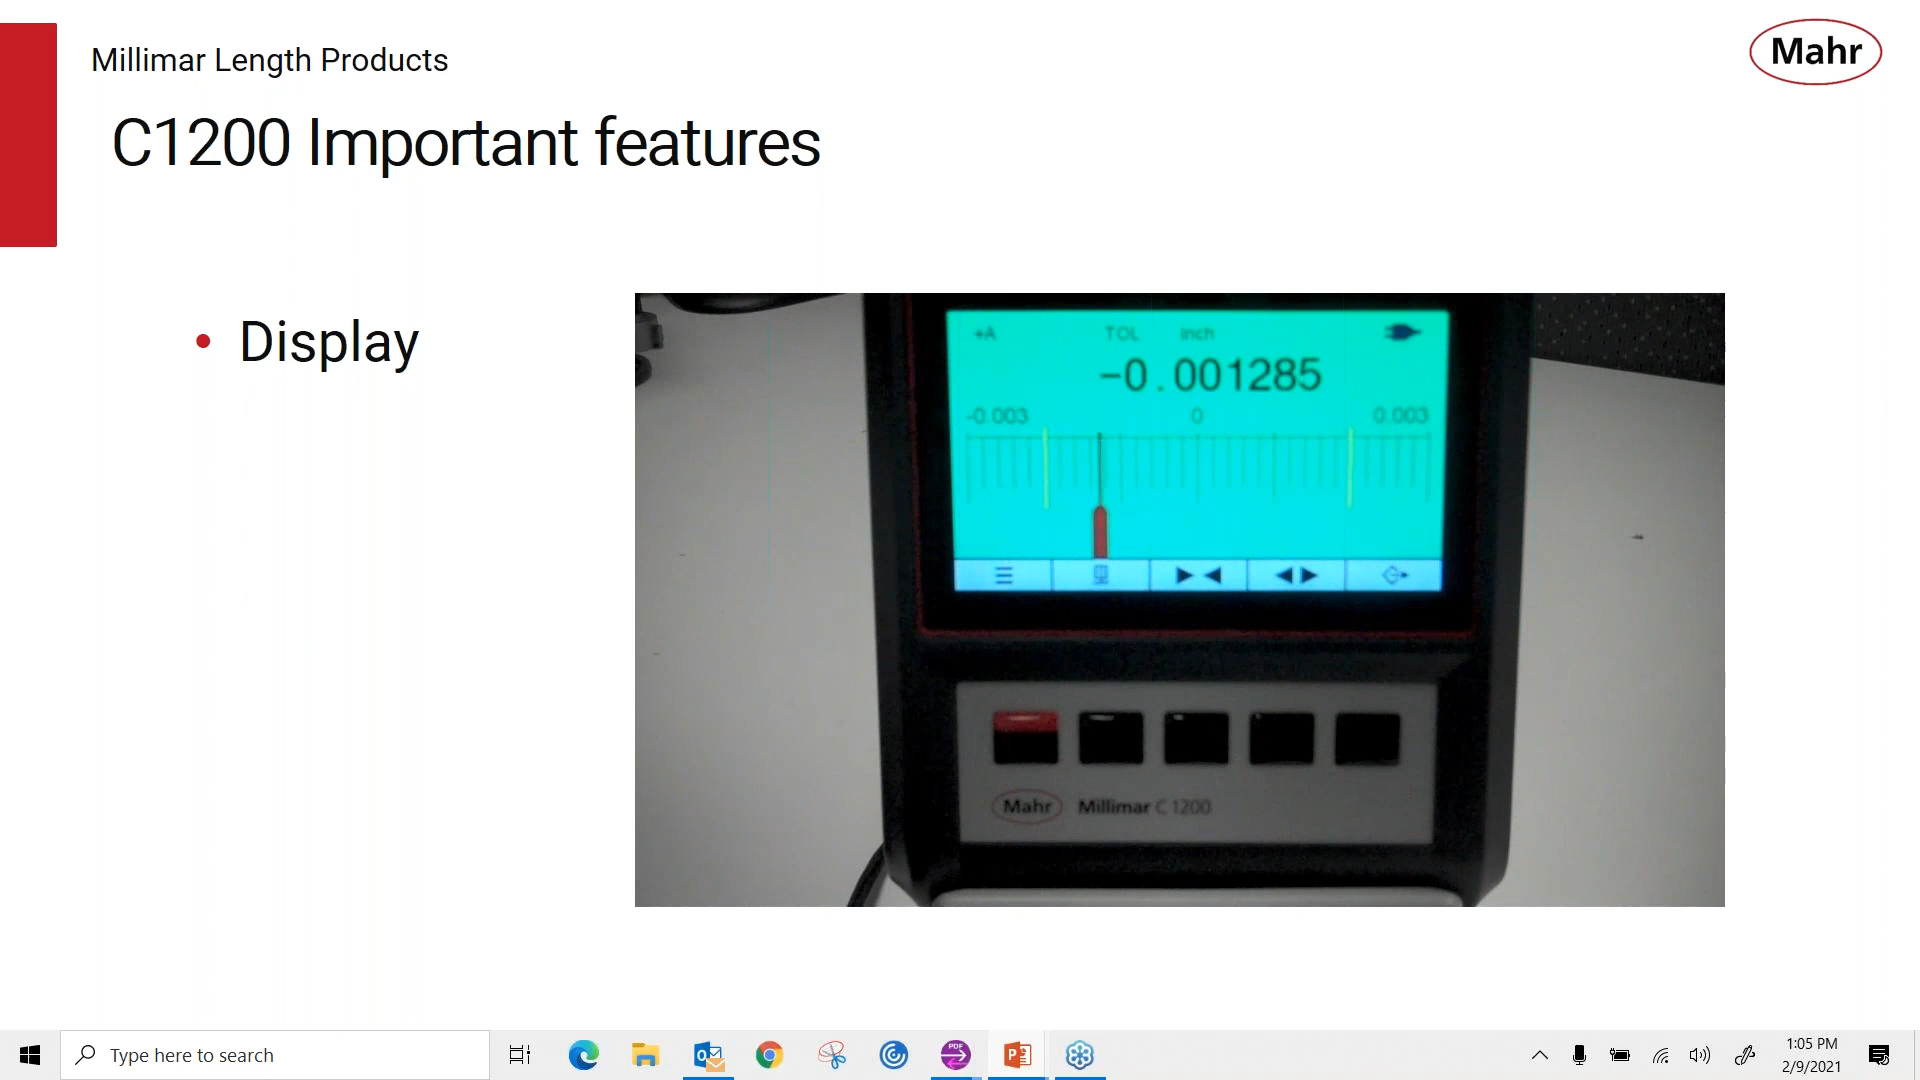 Millimar Length Products
Mahr
C1200 Important features
• Display
+A TOL inch
-0.001285
-0.003 0 0.003
Mahr Millimar C 1200
Type here to search
PDF
1:05 PM
2/9/2021